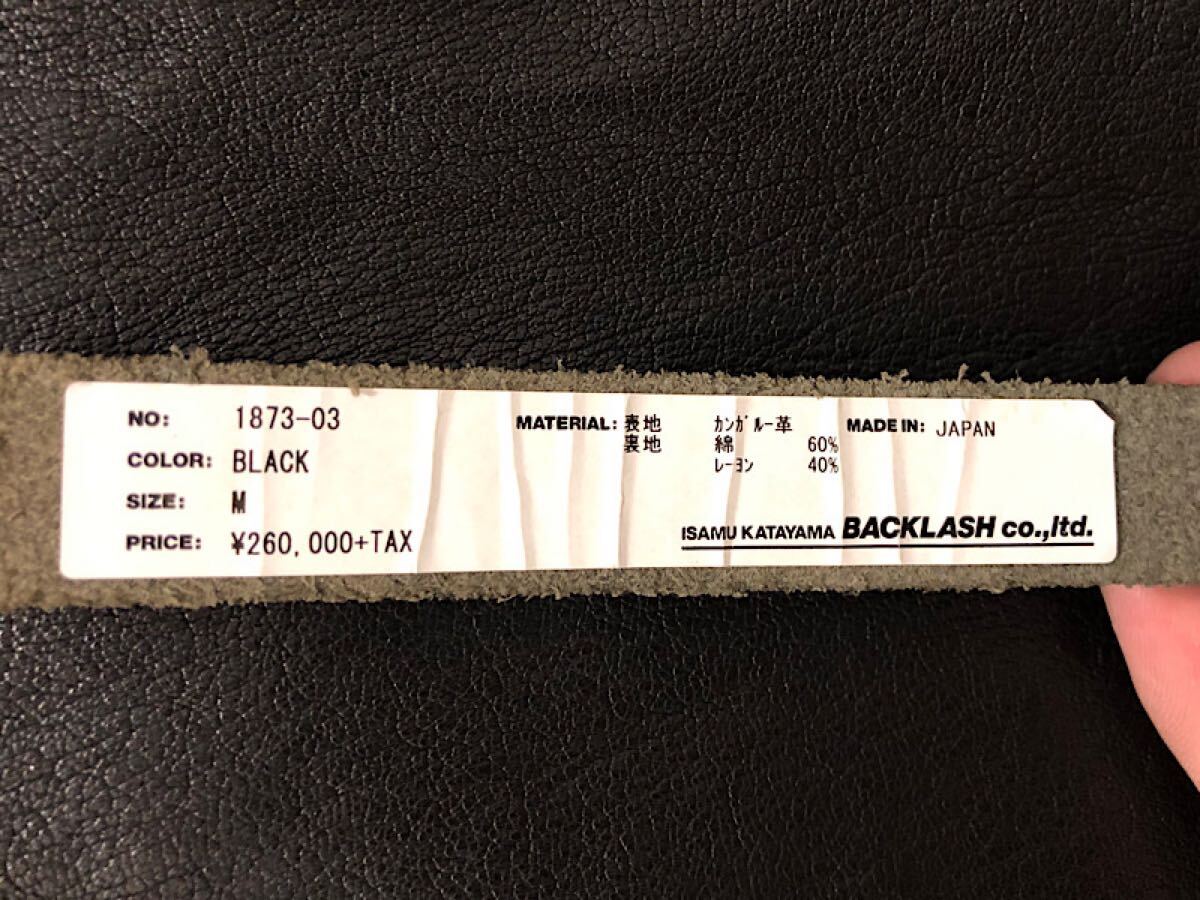 NO: 1873-03
COLOR: BLACK
SIZE: M
PRICE: ¥260,000+TAX
MATERIAL: 表地 ｶﾝｶﾞﾙｰ革
裏地 綿 60%
ﾚｰﾖﾝ 40%
MADE IN: JAPAN
ISAMU KATAYAMA BACKLASH co.,ltd.